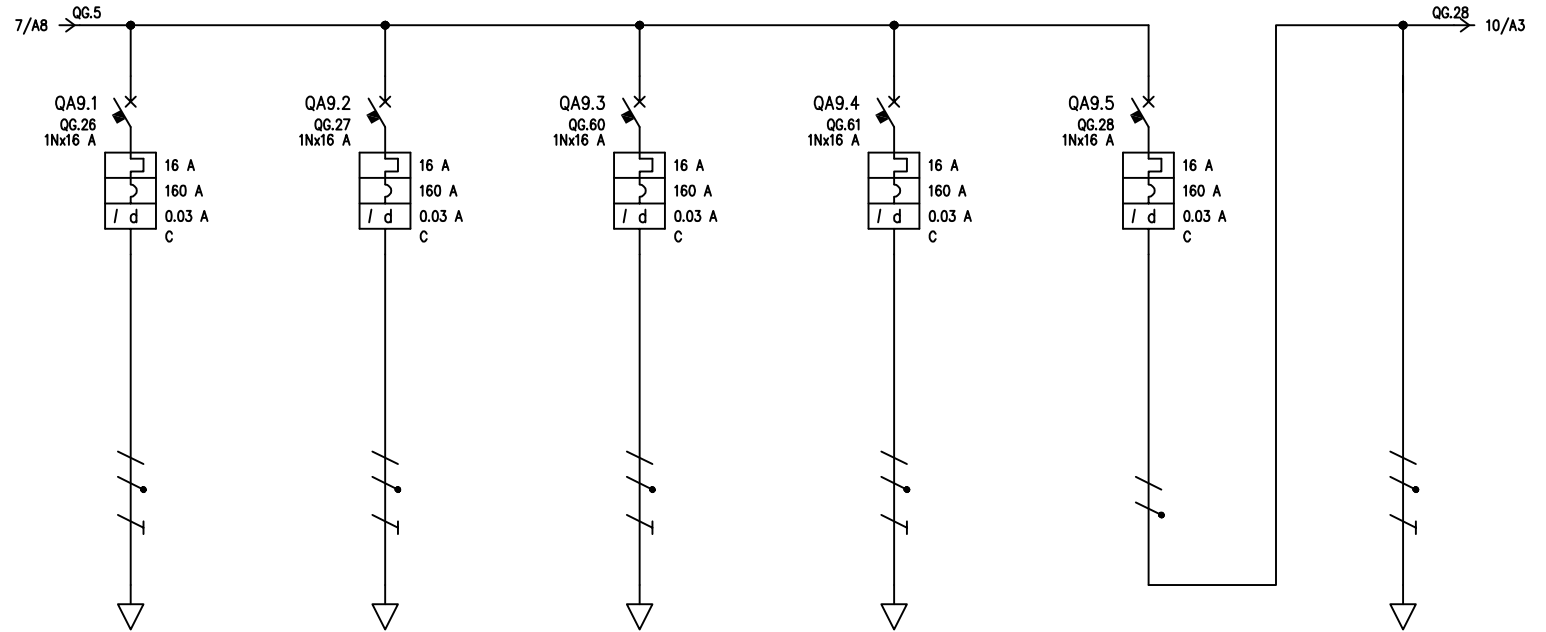 7/A8
QG.5
QG.28
10/A3
QA9.1
QG.26
1Nx16 A
16 A
160 A
I d
0.03 A
C
QA9.2
QG.27
1Nx16 A
16 A
160 A
I d
0.03 A
C
QA9.3
QG.60
1Nx16 A
16 A
160 A
I d
0.03 A
C
QA9.4
QG.61
1Nx16 A
16 A
160 A
I d
0.03 A
C
QA9.5
QG.28
1Nx16 A
16 A
160 A
I d
0.03 A
C